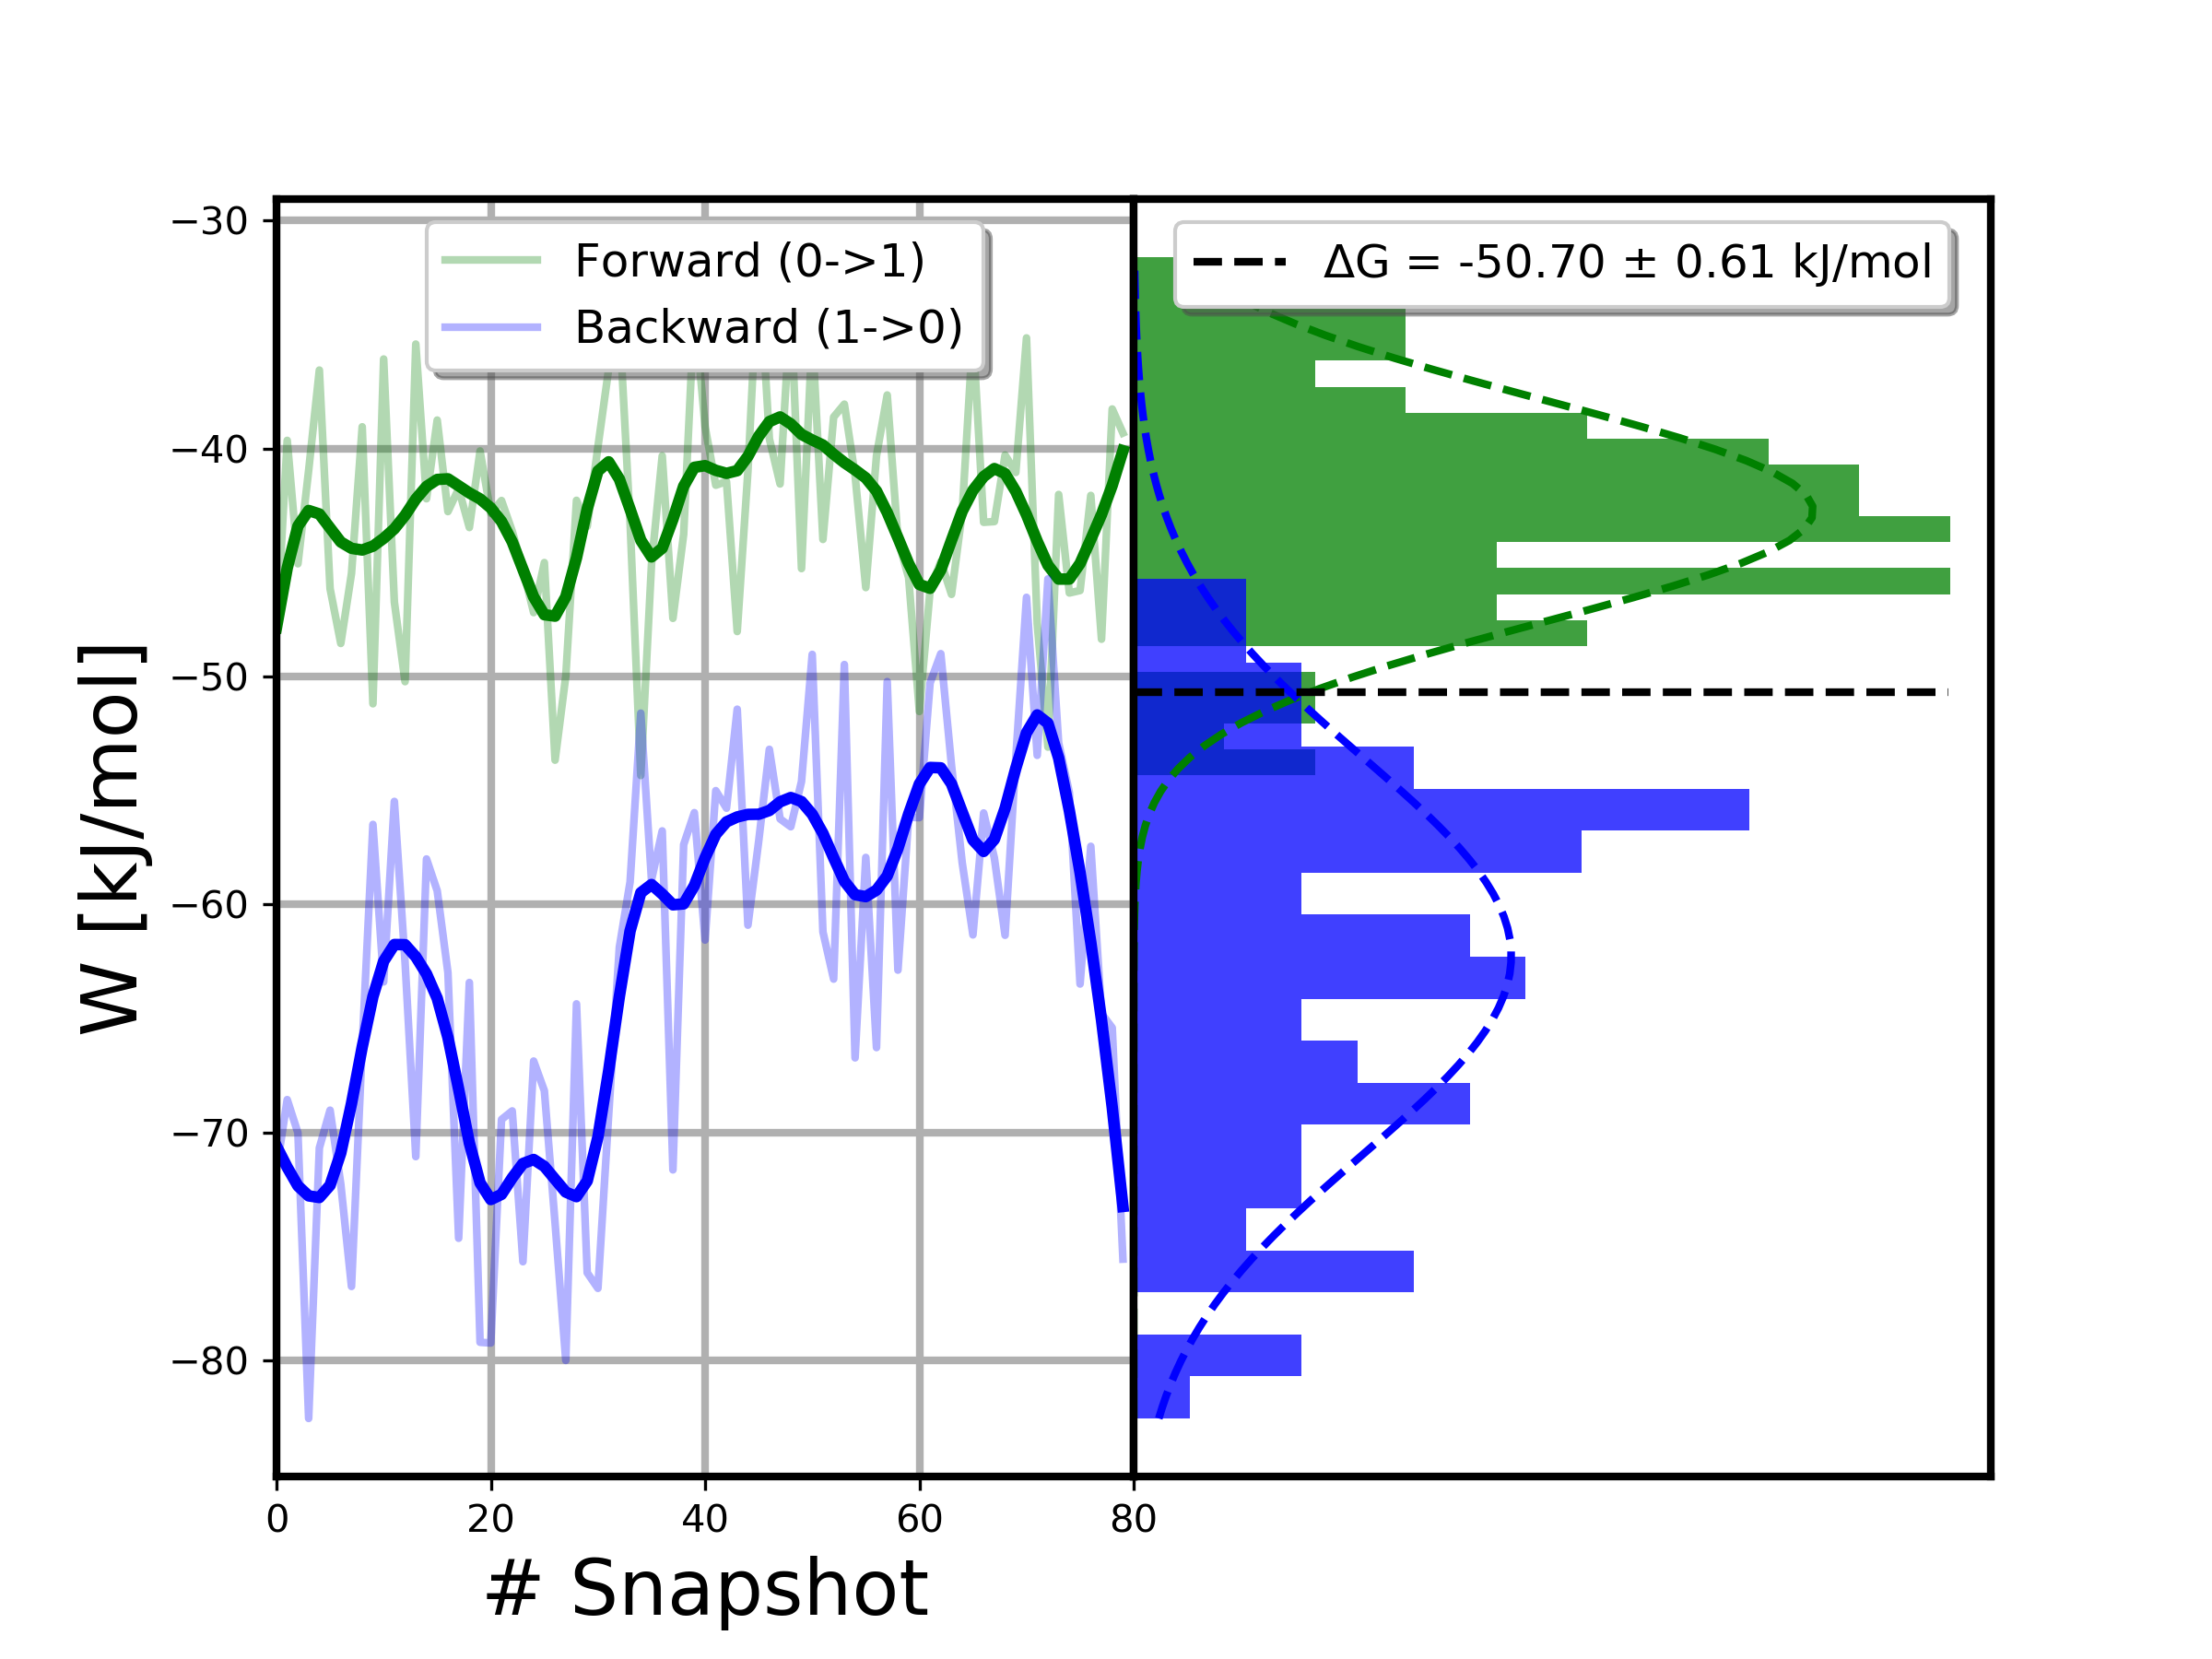 Forward (0->1)
Backward (1->0)
ΔG = -50.70 ± 0.61 kJ/mol
W [kJ/mol]
−30
−40
−50
−60
−70
−80
0 20 40 60 80
# Snapshot